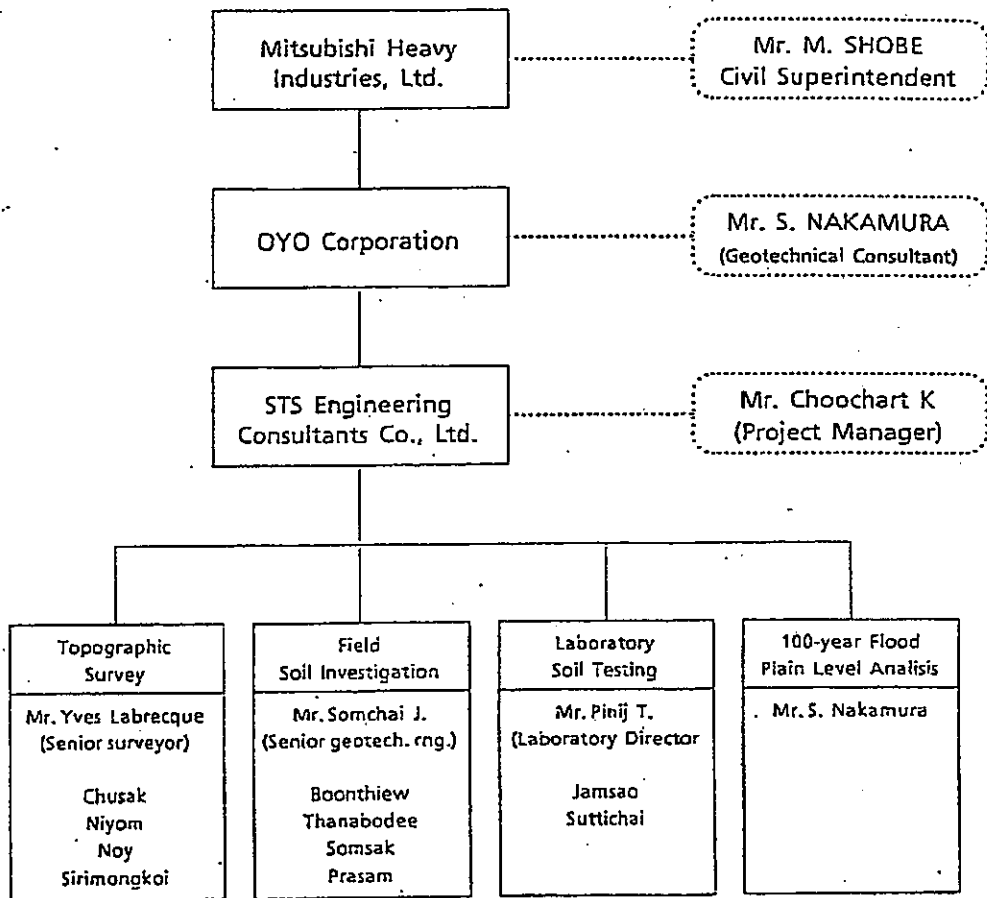 Mitsubishi Heavy
Industries, Ltd.
Mr. M. SHOBE
Civil Superintendent
OYO Corporation
Mr. S. NAKAMURA
(Geotechnical Consultant)
STS Engineering
Consultants Co., Ltd.
Mr. Choochart K
(Project Manager)
Topographic
Survey
Mr. Yves Labrecque
(Senior surveyor)
Chusak
Niyom
Noy
Sirimongkoi
Field
Soil Investigation
Mr. Somchai J.
(Senior geotech. rng.)
Boonthiew
Thanabodee
Somsak
Prasam
Laboratory
Soil Testing
Mr. Pinij T.
(Laboratory Director
Jamsao
Suttichai
100-year Flood
Plain Level Analisis
Mr. S. Nakamura